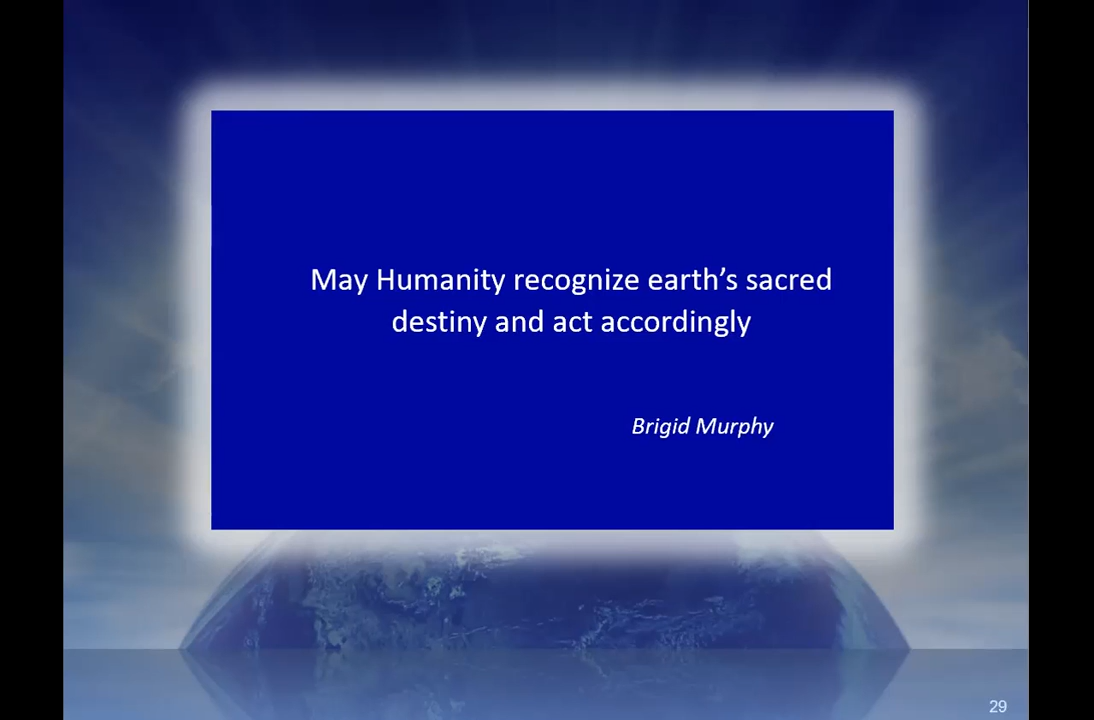 May Humanity recognize earth’s sacred
destiny and act accordingly
Brigid Murphy
29